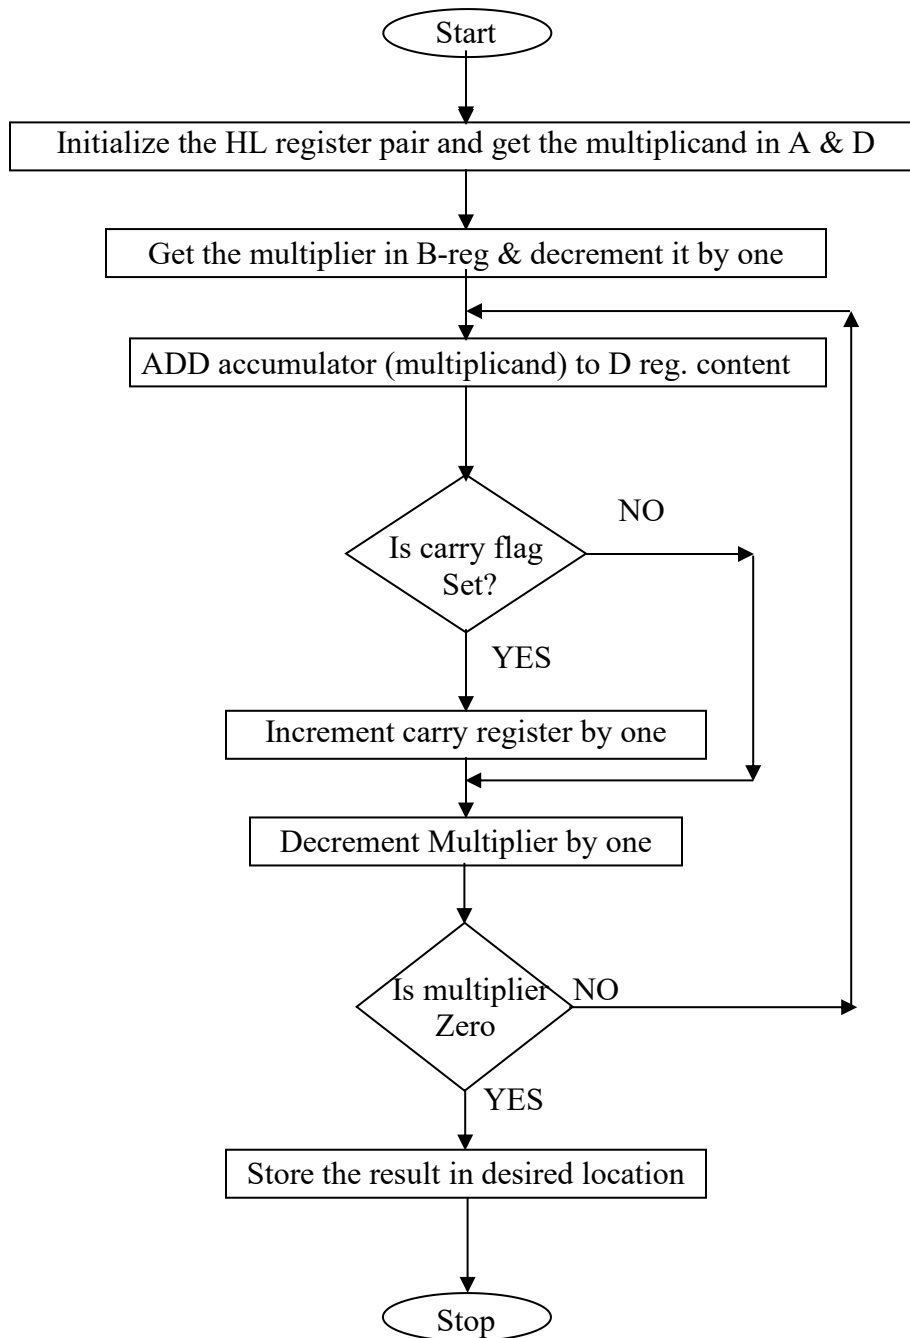 Start
Initialize the HL register pair and get the multiplicand in A & D
Get the multiplier in B-reg & decrement it by one
ADD accumulator (multiplicand) to D reg. content
NO
Is carry flag
Set?
YES
Increment carry register by one
Decrement Multiplier by one
Is multiplier NO
Zero
YES
Store the result in desired location
Stop